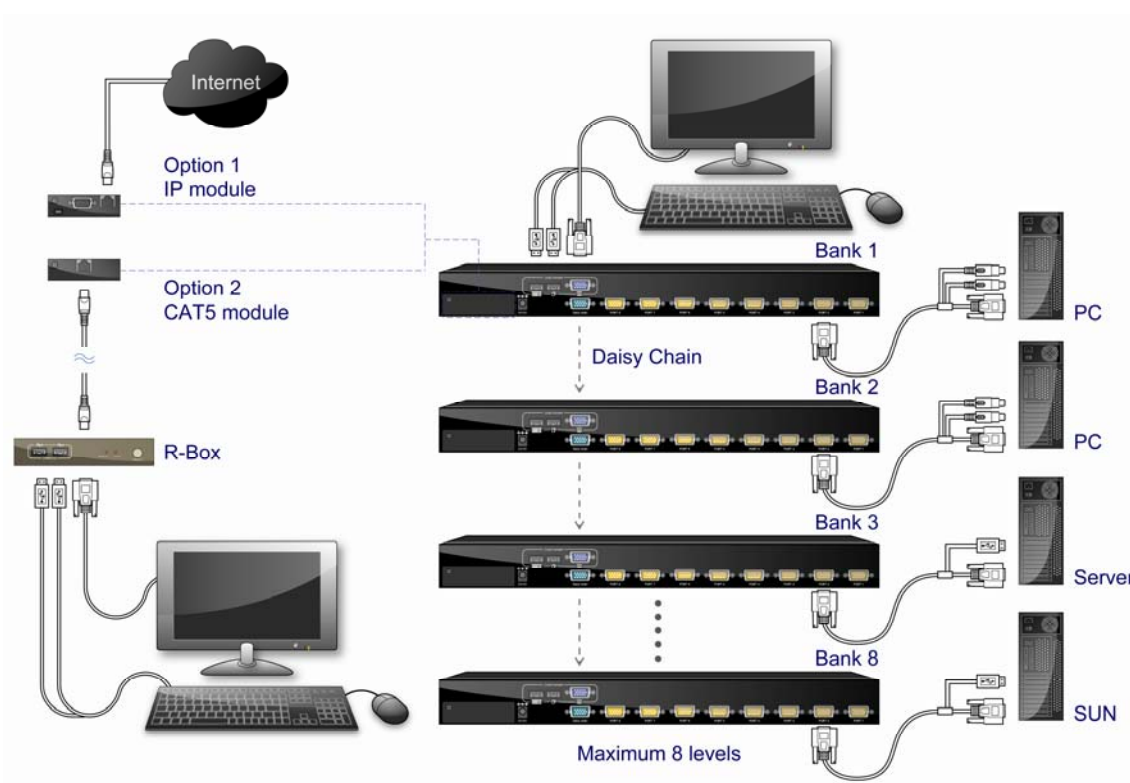 Internet
Option 1
IP module
Option 2
CAT5 module
R-Box
Bank 1
PC
Daisy Chain
Bank 2
PC
Bank 3
Server
Bank 8
SUN
Maximum 8 levels